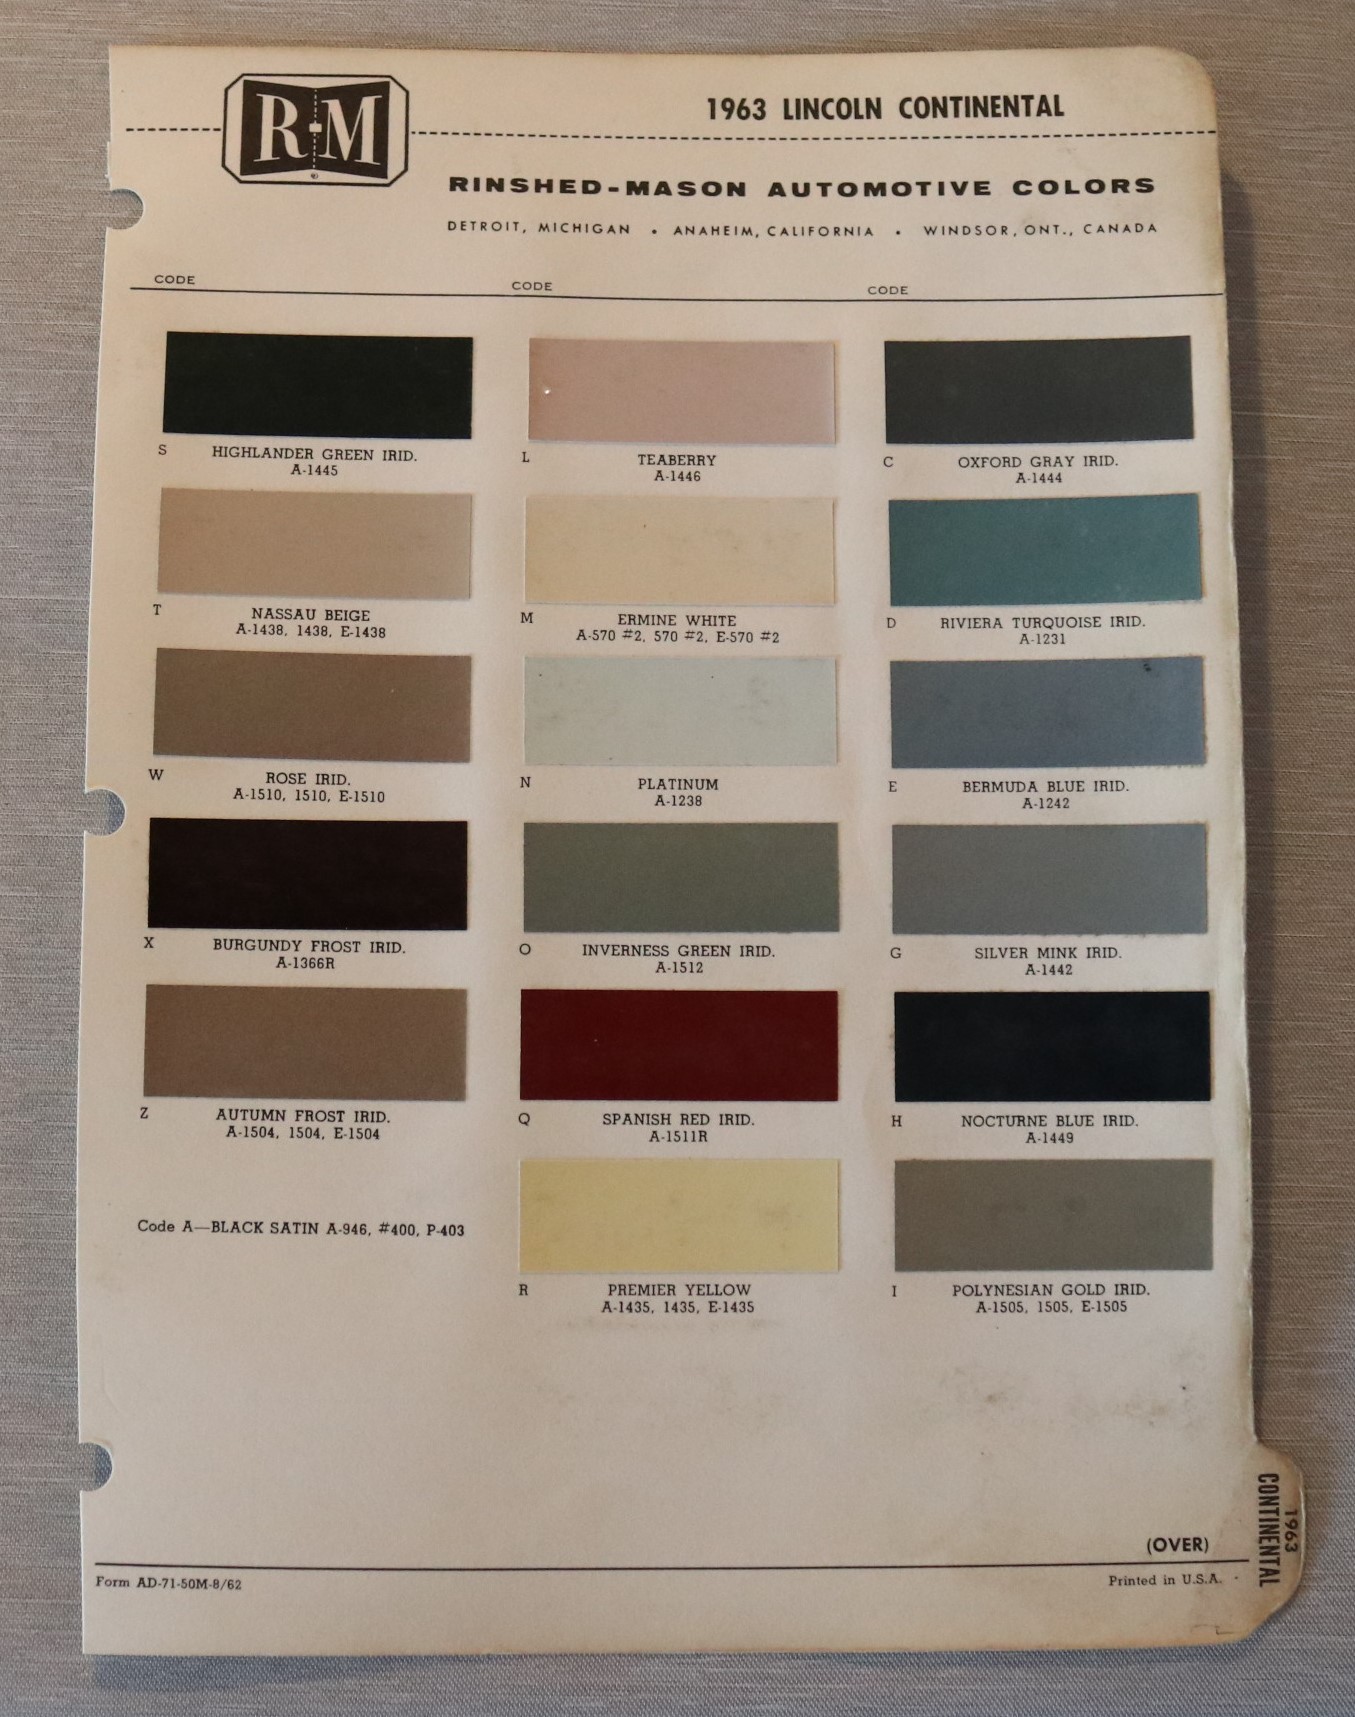 R M
1963 LINCOLN CONTINENTAL
RINSHED-MASON AUTOMOTIVE COLORS
DETROIT, MICHIGAN • ANAHEIM, CALIFORNIA • WINDSOR, ONT., CANADA
CODE CODE CODE
S HIGHLANDER GREEN IRID.
A-1445
L TEABERRY
A-1446
C OXFORD GRAY IRID.
A-1444
T NASSAU BEIGE
A-1438, 1438, E-1438
M ERMINE WHITE
A-570 #2, 570 #2, E-570 #2
D RIVIERA TURQUOISE IRID.
A-1231
W ROSE IRID.
A-1510, 1510, E-1510
N PLATINUM
A-1238
E BERMUDA BLUE IRID.
A-1242
X BURGUNDY FROST IRID.
A-1366R
O INVERNESS GREEN IRID.
A-1512
G SILVER MINK IRID.
A-1442
Z AUTUMN FROST IRID.
A-1504, 1504, E-1504
Q SPANISH RED IRID.
A-1511R
H NOCTURNE BLUE IRID.
A-1449
Code A—BLACK SATIN A-946, #400, P-403
R PREMIER YELLOW
A-1435, 1435, E-1435
I POLYNESIAN GOLD IRID.
A-1505, 1505, E-1505
(OVER)
1963
CONTINENTAL
Form AD-71-50M-8/62
Printed in U.S.A.